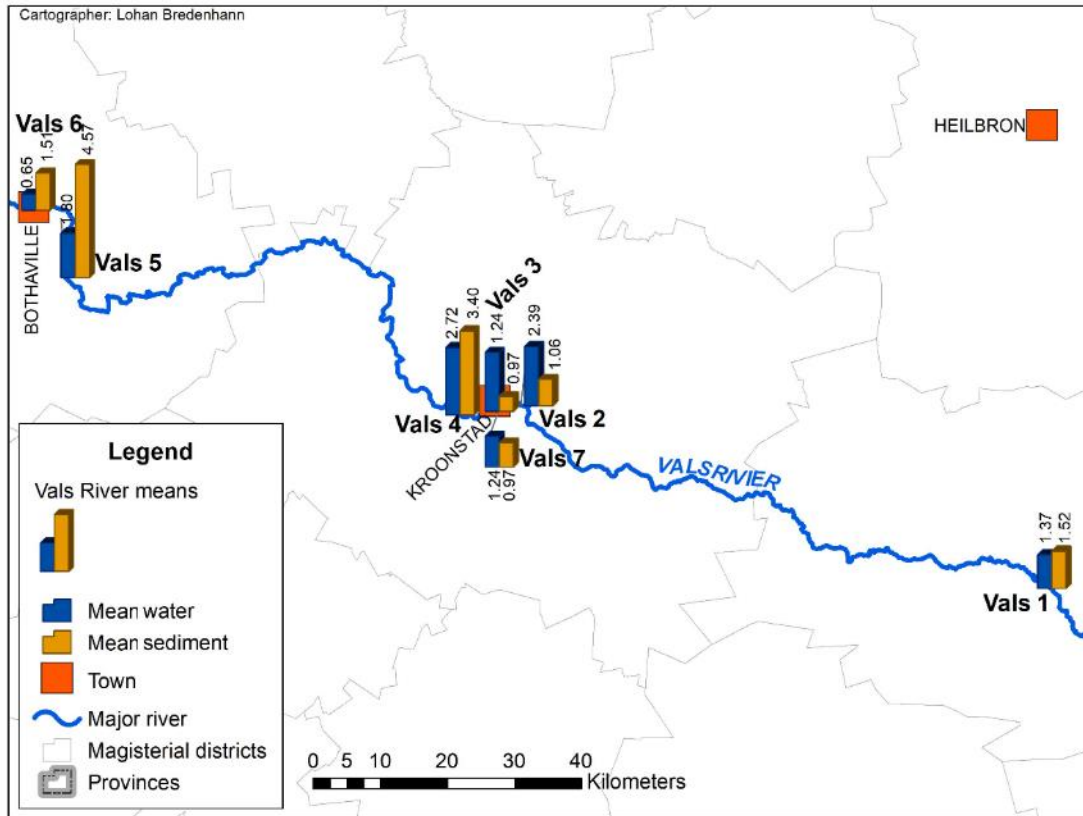 Cartographer: Lohan Bredenhann
HEILBRON
Vals 6
0.65
1.51
4.57
1.80
Vals 5
BOTHAVILLE
Vals 3
2.72
3.40
1.24
0.97
2.39
1.06
Vals 4
Vals 2
KROONSTAD
Vals 7
1.24
0.97
VALSRIVIER
1.37
1.52
Vals 1
Legend
Vals River means
Mean water
Mean sediment
Town
Major river
Magisterial districts
Provinces
0 5 10 20 30 40
Kilometers